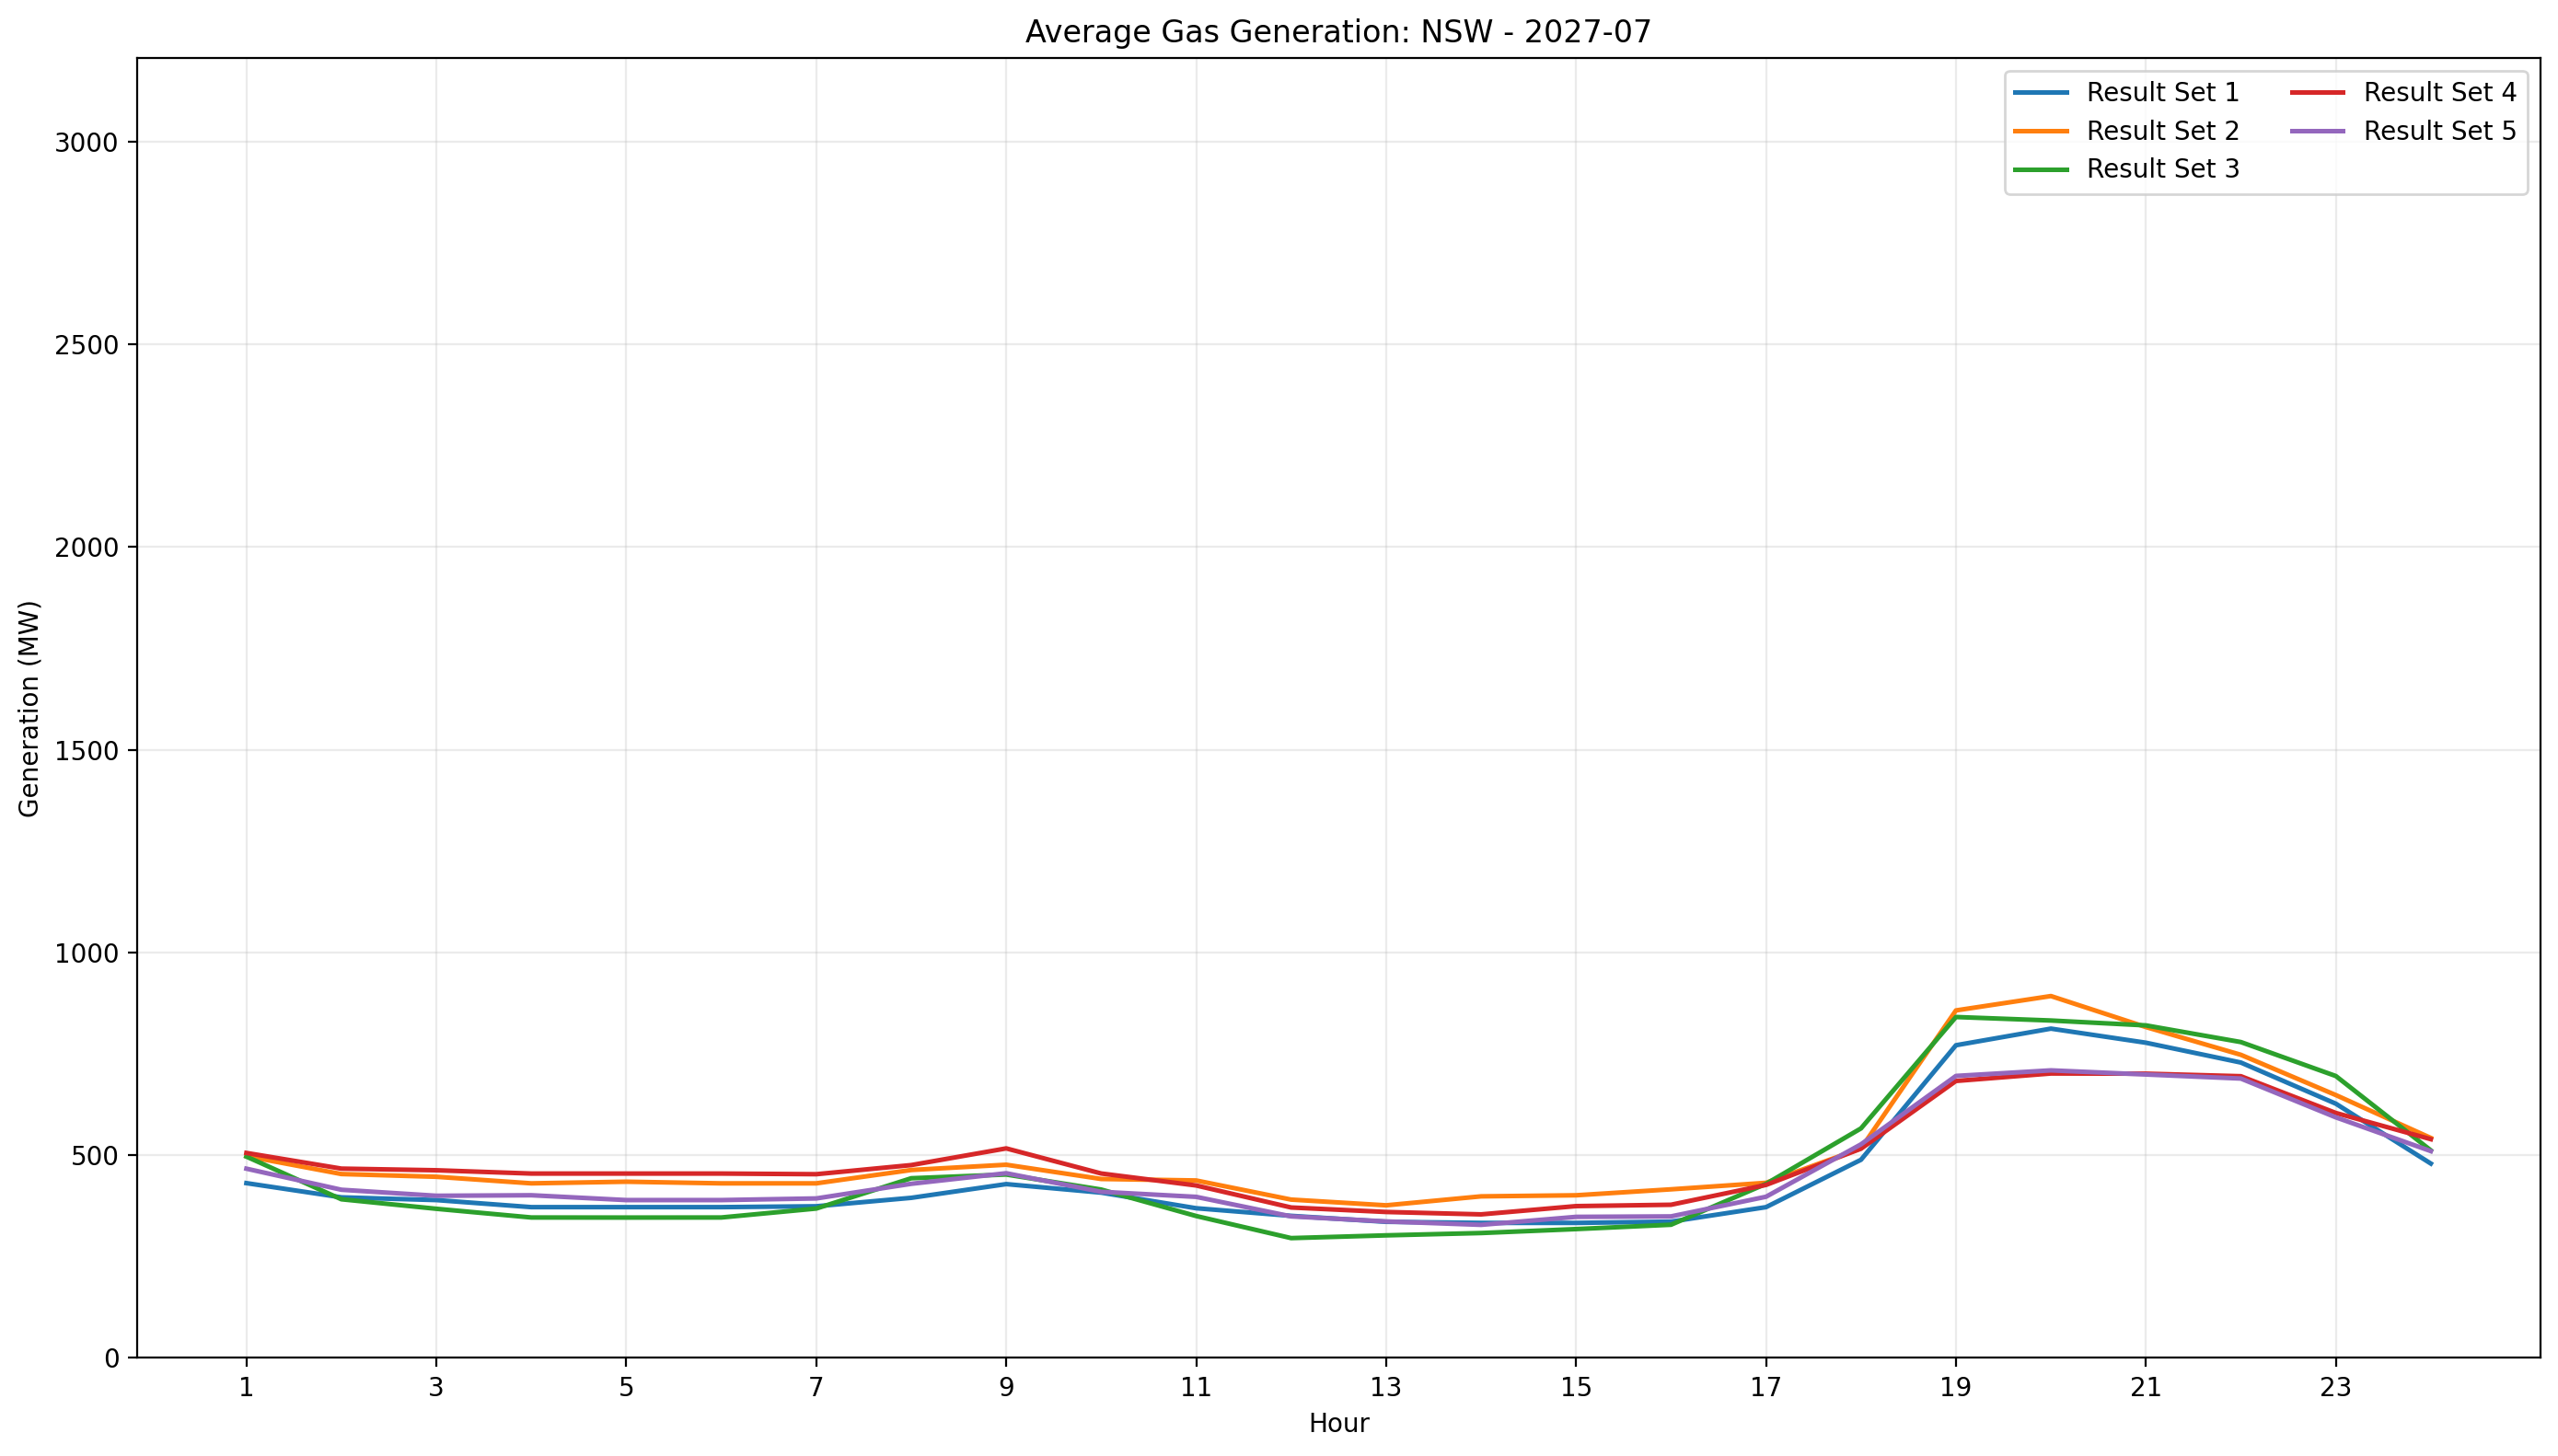 Average Gas Generation: NSW - 2027-07
Result Set 1
Result Set 2
Result Set 3
Result Set 4
Result Set 5
Generation (MW)
3000
2500
2000
1500
1000
500
0
1 3 5 7 9 11 13 15 17 19 21 23
Hour